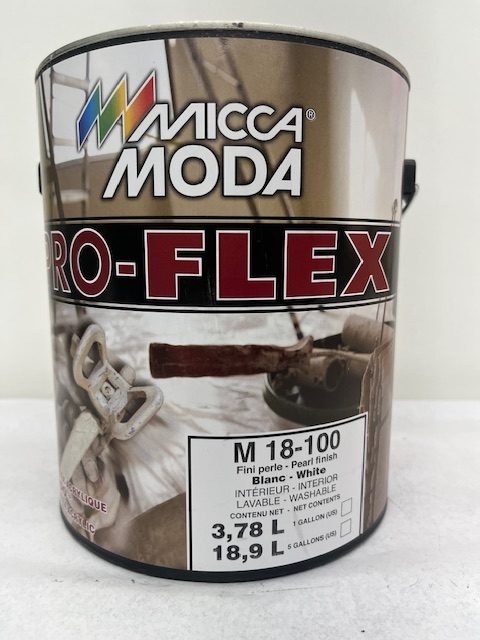 MICCA®
MODA
PRO-FLEX
M 18-100
Fini perle - Pearl finish
Blanc - White
INTÉRIEUR - INTERIOR
LAVABLE - WASHABLE
CONTENU NET - NET CONTENTS
3,78 L 1 GALLON (US)
18,9 L 5 GALLONS (US)